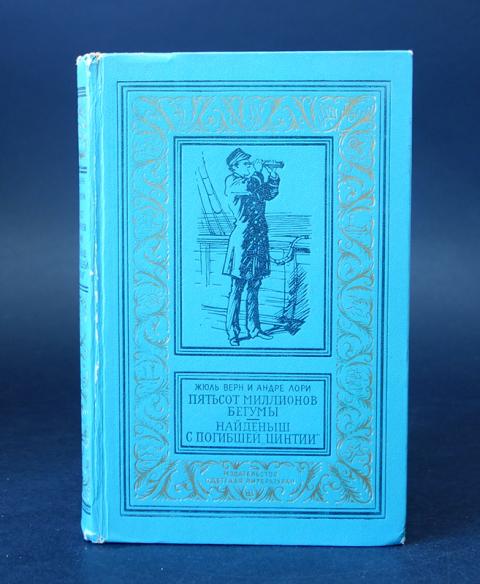 ЖЮЛЬ ВЕРН И АНДРЕ ЛОРИ
ПЯТЬСОТ МИЛЛИОНОВ
БЕГУМЫ
НАЙДЕНЫШ
С ПОГИБШЕЙ „ЦИНТИИ"
ИЗДАТЕЛЬСТВО
«ДЕТСКАЯ ЛИТЕРАТУРА»